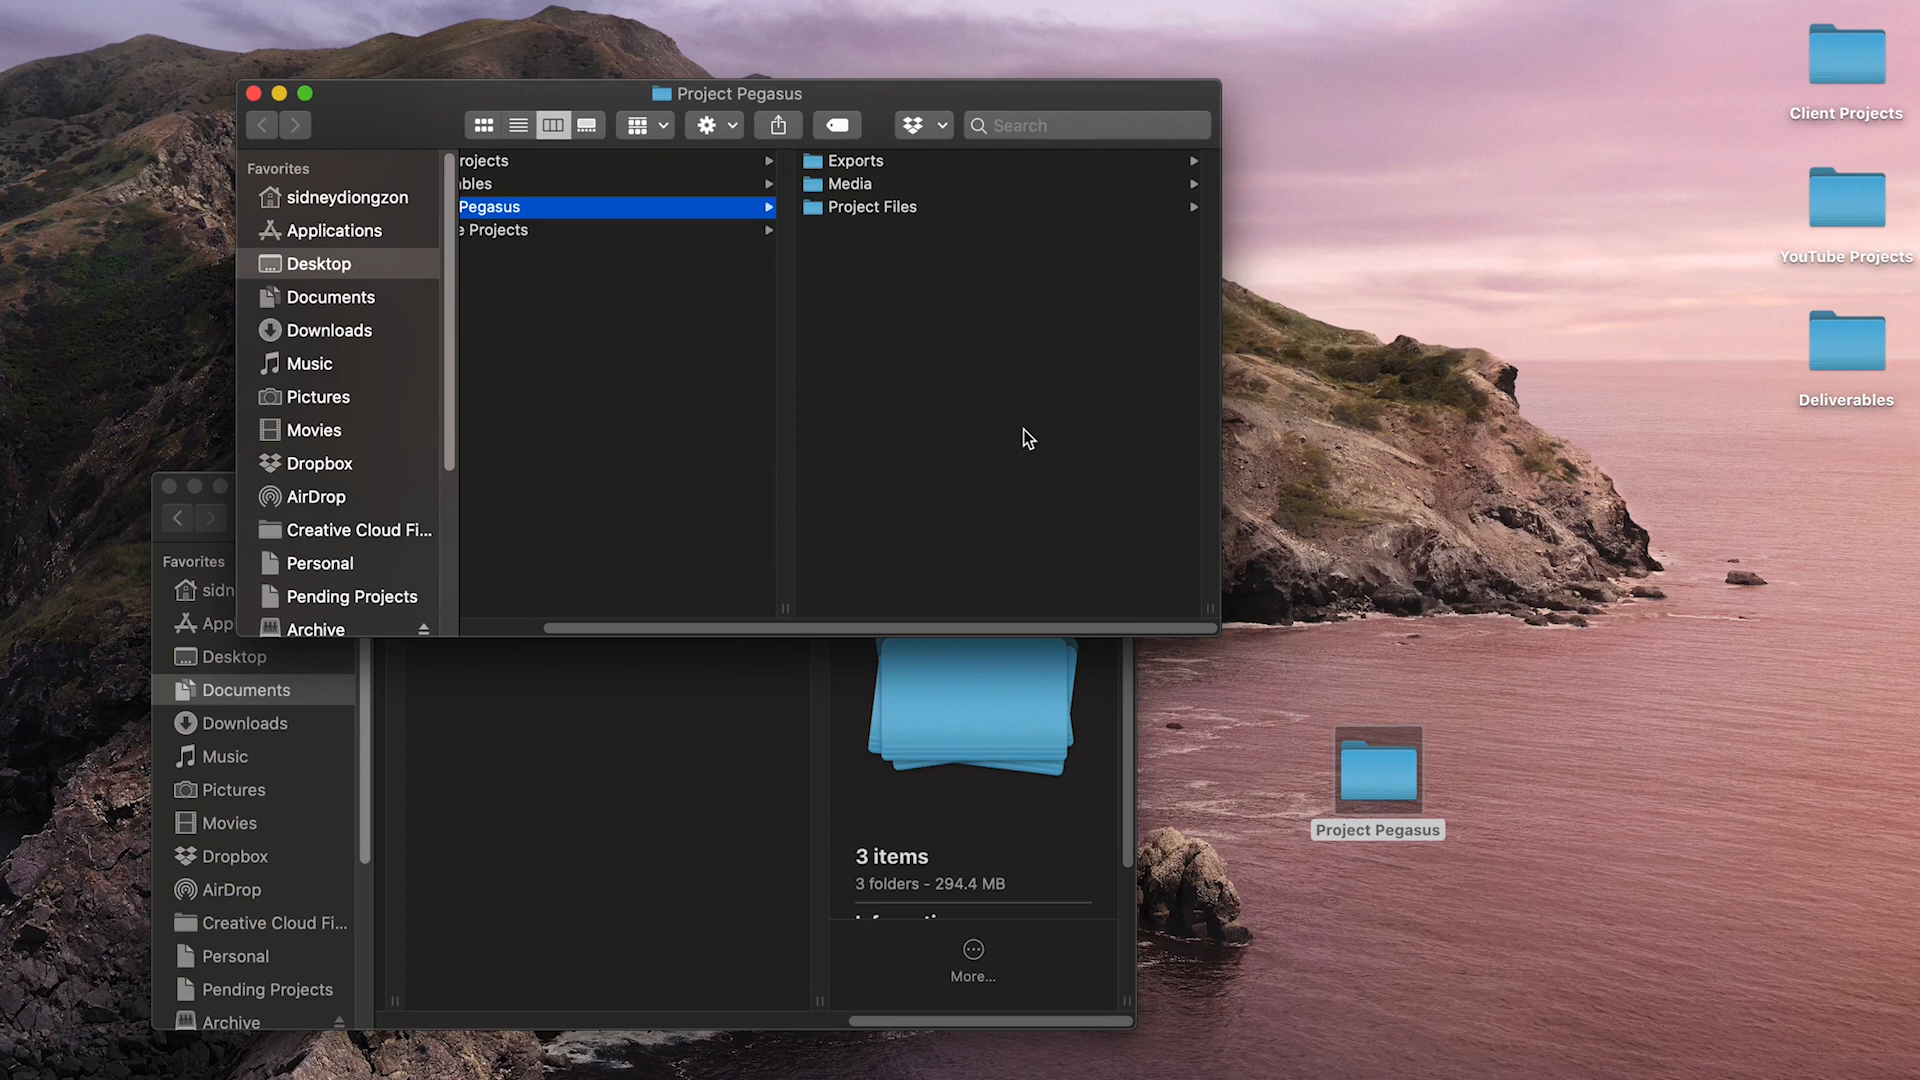 Project Pegasus
Search
Favorites
sidneydiongzon
Applications
Desktop
Documents
Downloads
Music
Pictures
Movies
Dropbox
AirDrop
Creative Cloud Fi...
Personal
Pending Projects
Archive
rojects
bles
Pegasus
e Projects
Exports
Media
Project Files
Client Projects
YouTube Projects
Deliverables
Project Pegasus
Favorites
sidn
App
Desktop
Documents
Downloads
Music
Pictures
Movies
Dropbox
AirDrop
Creative Cloud Fi...
Personal
Pending Projects
Archive
3 items
3 folders - 294.4 MB
More...